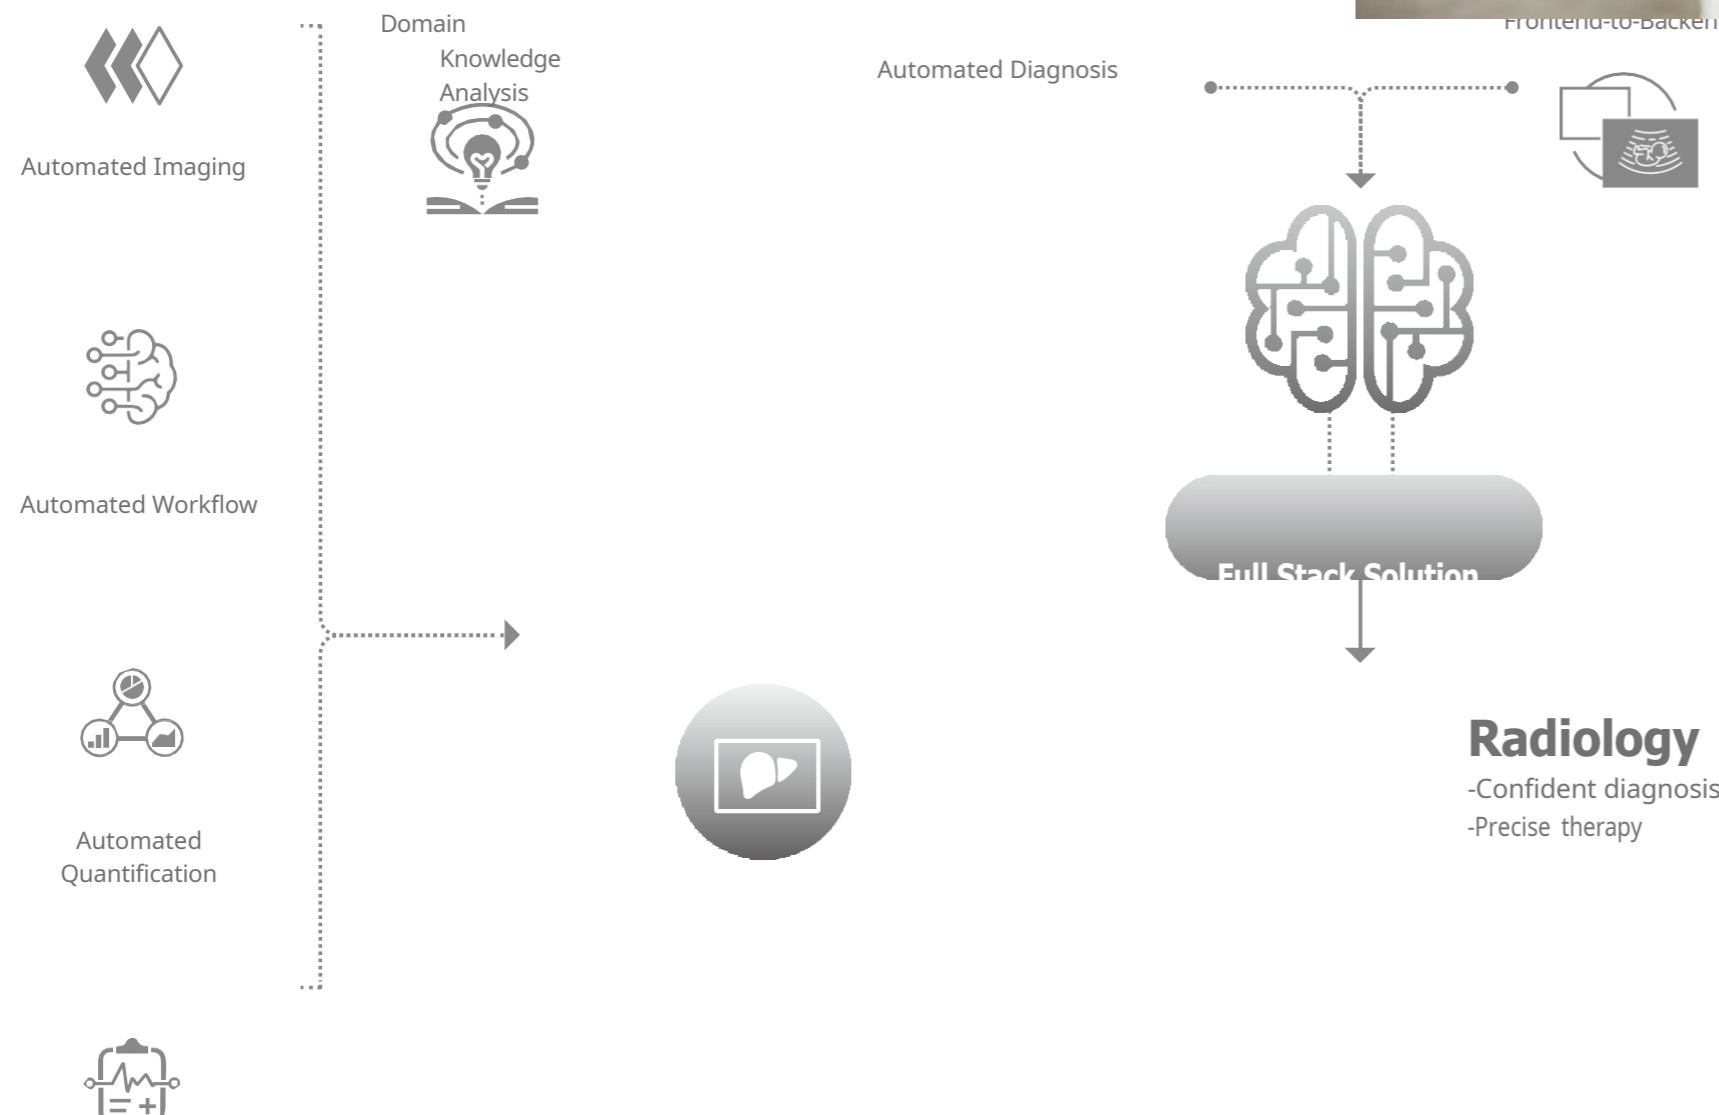 Domain
Knowledge
Analysis
Automated Diagnosis
Automated Imaging
Automated Workflow
Full Stack Solution
Radiology
-Confident diagnosis
-Precise therapy
Automated
Quantification